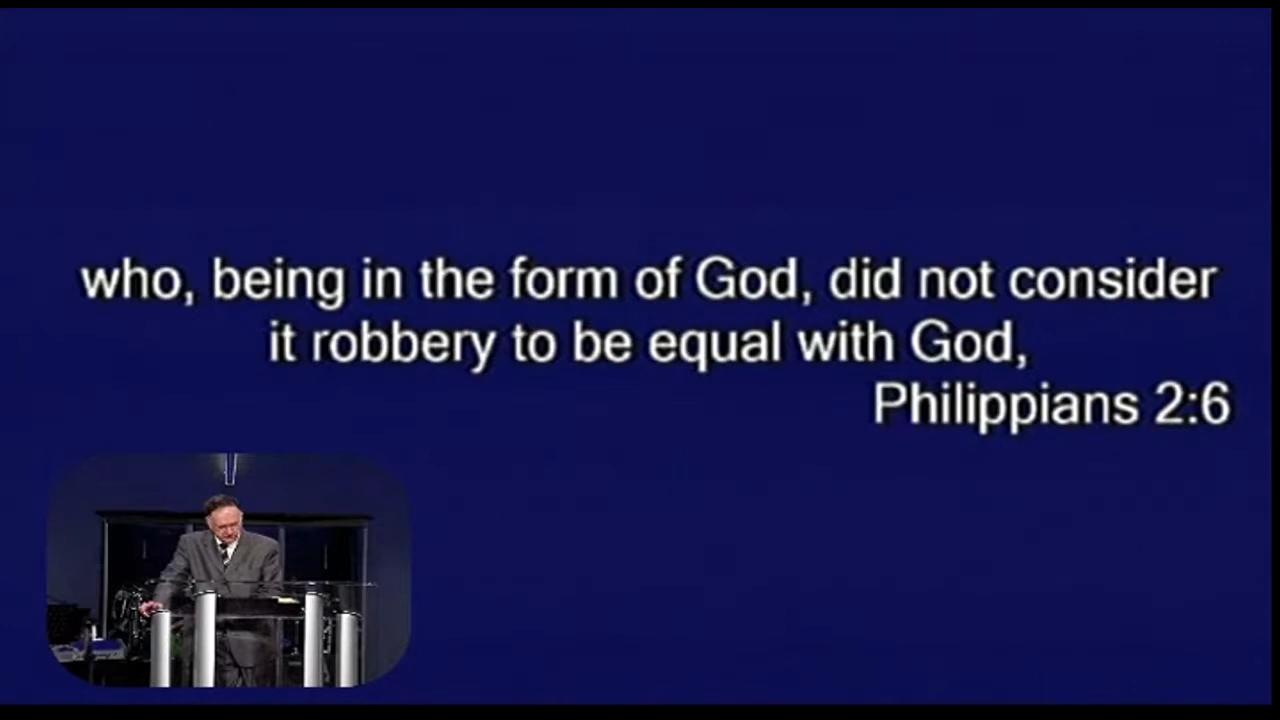 who, being in the form of God, did not consider
it robbery to be equal with God,
Philippians 2:6